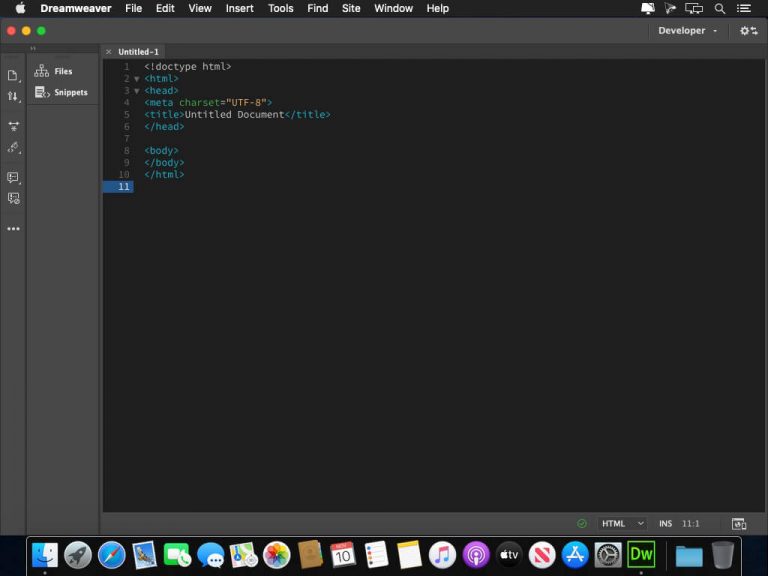 Dreamweaver File Edit View Insert Tools Find Site Window Help
Developer
Untitled-1
Files
Snippets
1 <!doctype html>
2 <html>
3 <head>
4 <meta charset="UTF-8">
5 <title>Untitled Document</title>
6 </head>
7
8 <body>
9 </body>
10 </html>
11
HTML INS 11:1
NOV
10
tv
Dw